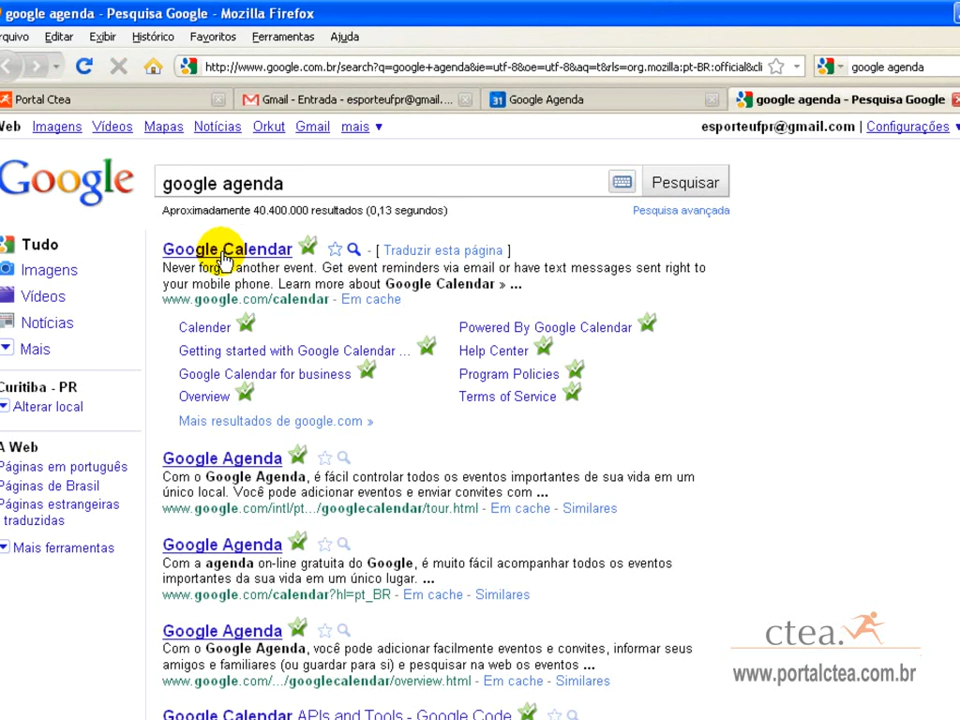 google agenda - Pesquisa Google - Mozilla Firefox
rquivo Editar Exibir Histórico Favoritos Ferramentas Ajuda
http://www.google.com.br/search?q=google+agenda&ie=utf-8&oe=utf-8&aq=t&rls=org.mozilla:pt-BR:official&cli google agenda
Portal Ctea Gmail - Entrada - esporteufpr@gmail.... 31 Google Agenda google agenda - Pesquisa Google
Web Imagens Vídeos Mapas Notícias Orkut Gmail mais ▼ esporteufpr@gmail.com | Configurações ▼
Google google agenda Pesquisar
Aproximadamente 40.400.000 resultados (0,13 segundos) Pesquisa avançada
Tudo
Imagens
Vídeos
Notícias
Mais
Curitiba - PR
Alterar local
A Web
Páginas em português
Páginas de Brasil
Páginas estrangeiras
traduzidas
Mais ferramentas
Google Calendar - [ Traduzir esta página ]
Never forget another event. Get event reminders via email or have text messages sent right to
your mobile phone. Learn more about Google Calendar » ...
www.google.com/calendar - Em cache
Calender Powered By Google Calendar
Getting started with Google Calendar ... Help Center
Google Calendar for business Program Policies
Overview Terms of Service
Mais resultados de google.com »
Google Agenda
Com o Google Agenda, é fácil controlar todos os eventos importantes de sua vida em um
único local. Você pode adicionar eventos e enviar convites com ...
www.google.com/intl/pt.../googlecalendar/tour.html - Em cache - Similares
Google Agenda
Com a agenda on-line gratuita do Google, é muito fácil acompanhar todos os eventos
importantes da sua vida em um único lugar. ...
www.google.com/calendar?hl=pt_BR - Em cache - Similares
Google Agenda
Com o Google Agenda, você pode adicionar facilmente eventos e convites, informar seus
amigos e familiares (ou guardar para si) e pesquisar na web os eventos ...
www.google.com/.../googlecalendar/overview.html - Em cache - Similares
Google Calendar APIs and Tools - Google Code
ctea.
www.portalctea.com.br